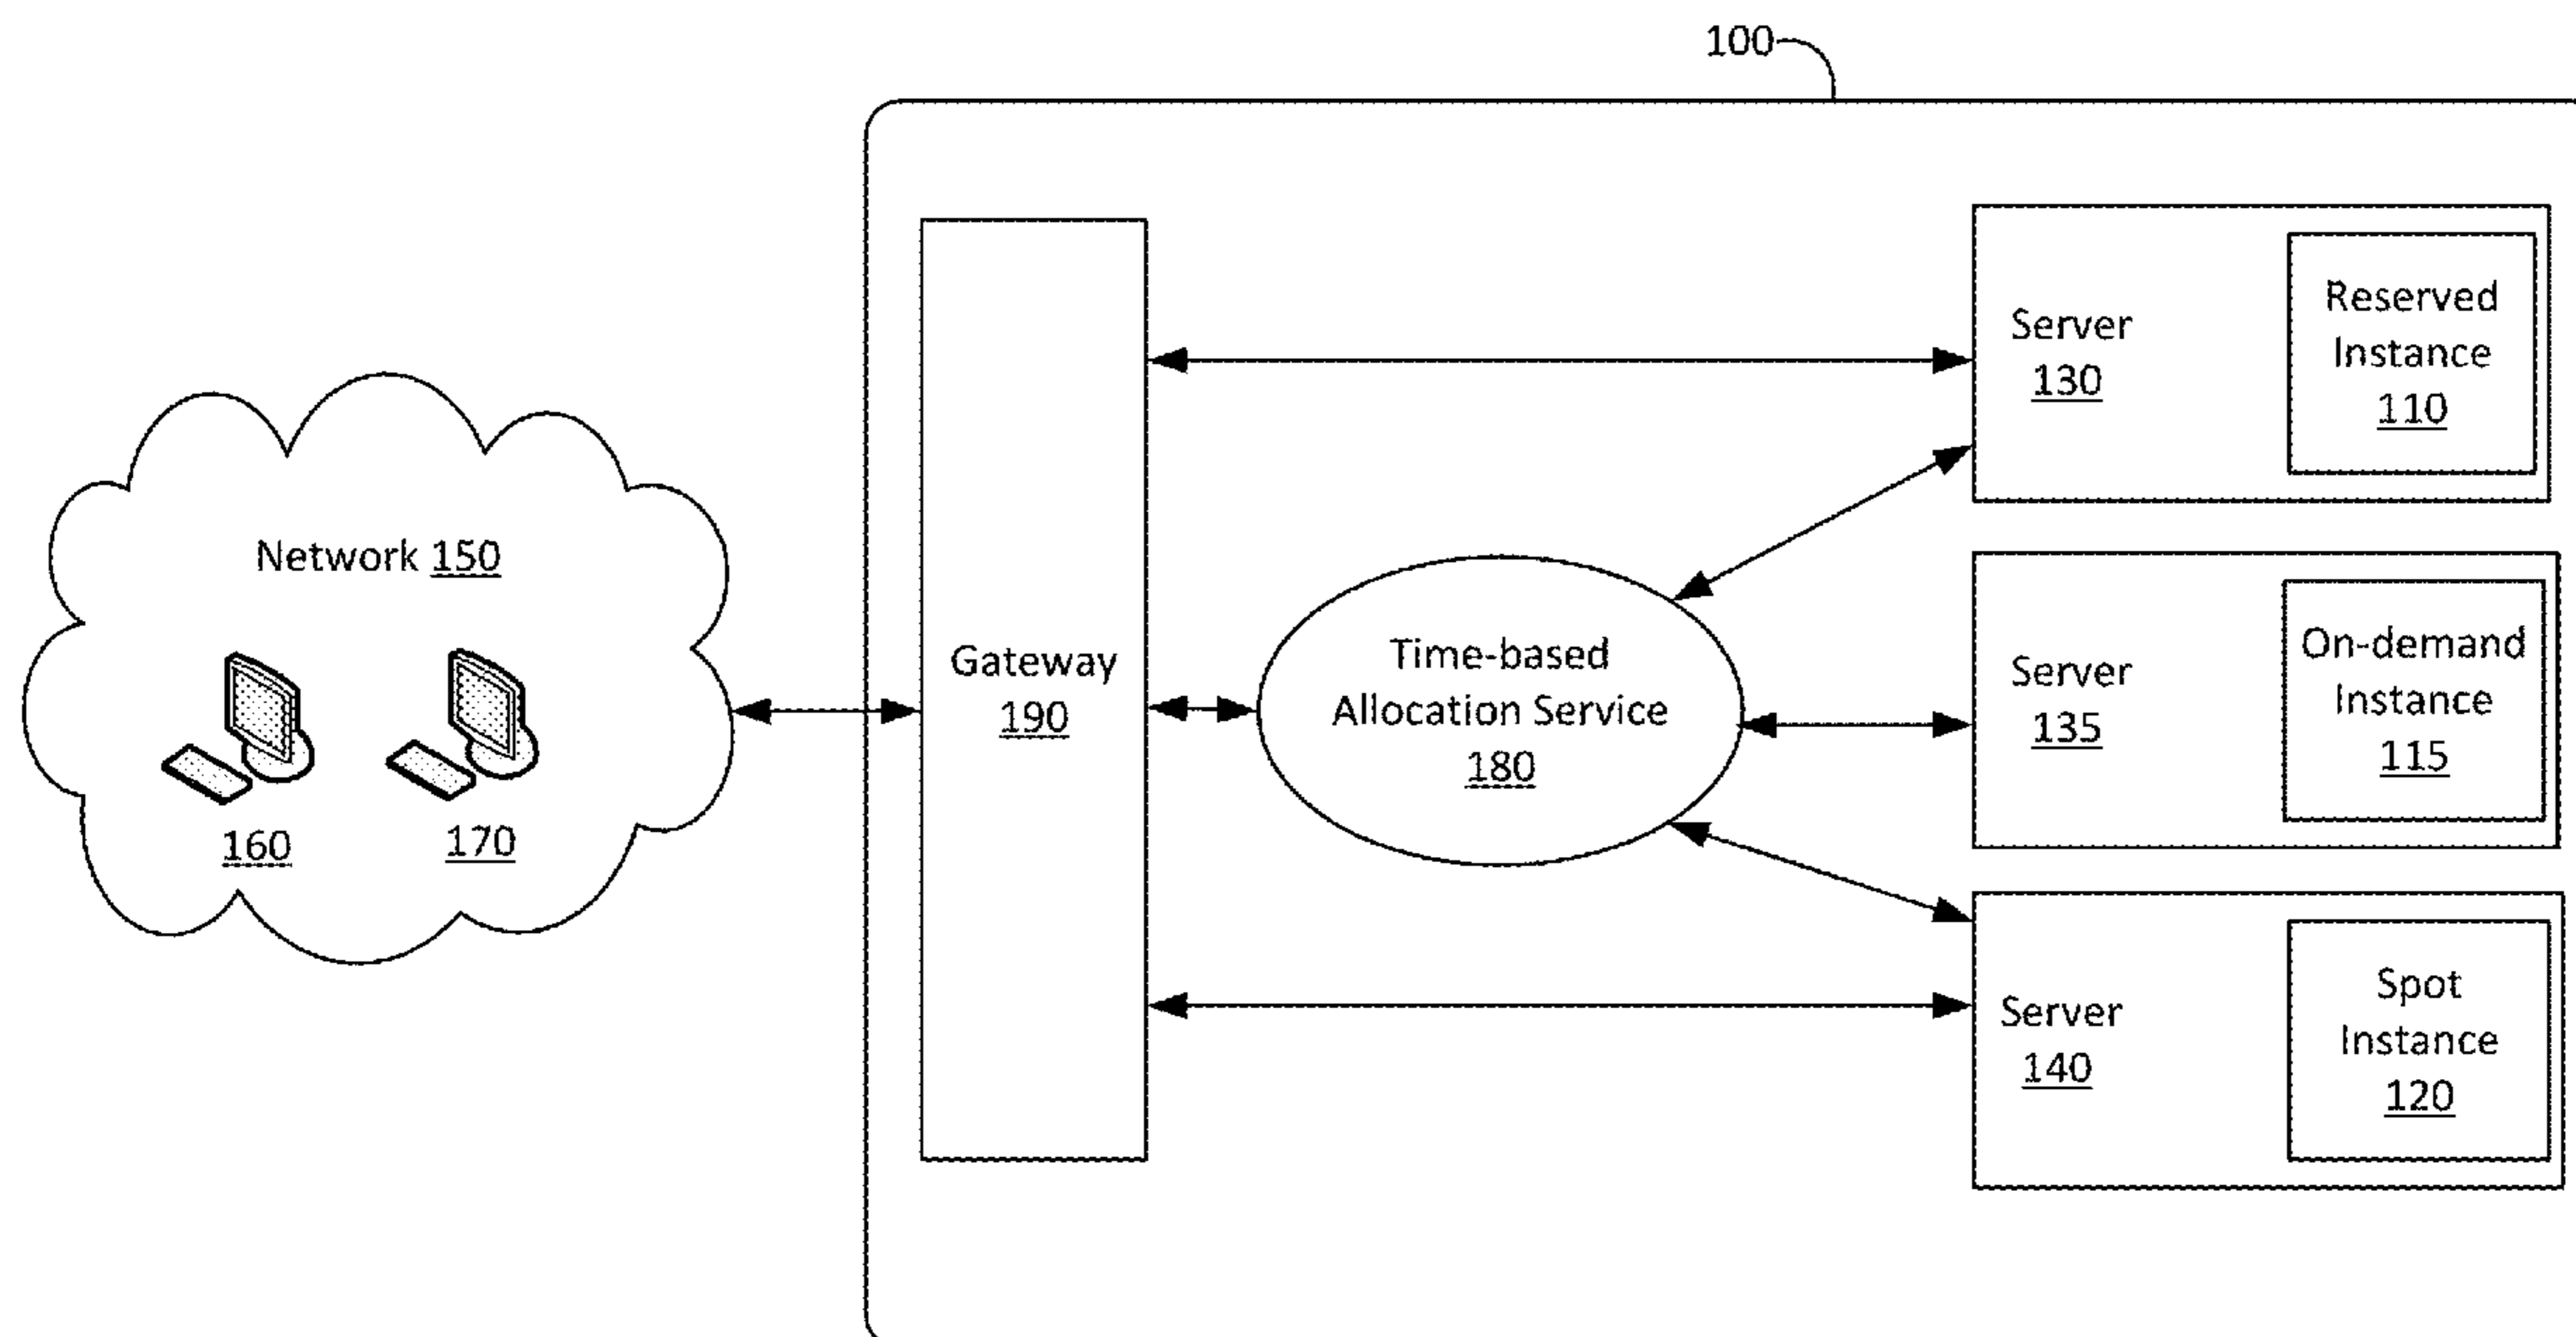 100
Network 150
160
170
Gateway
190
Time-based
Allocation Service
180
Server
130
Reserved
Instance
110
Server
135
On-demand
Instance
115
Server
140
Spot
Instance
120